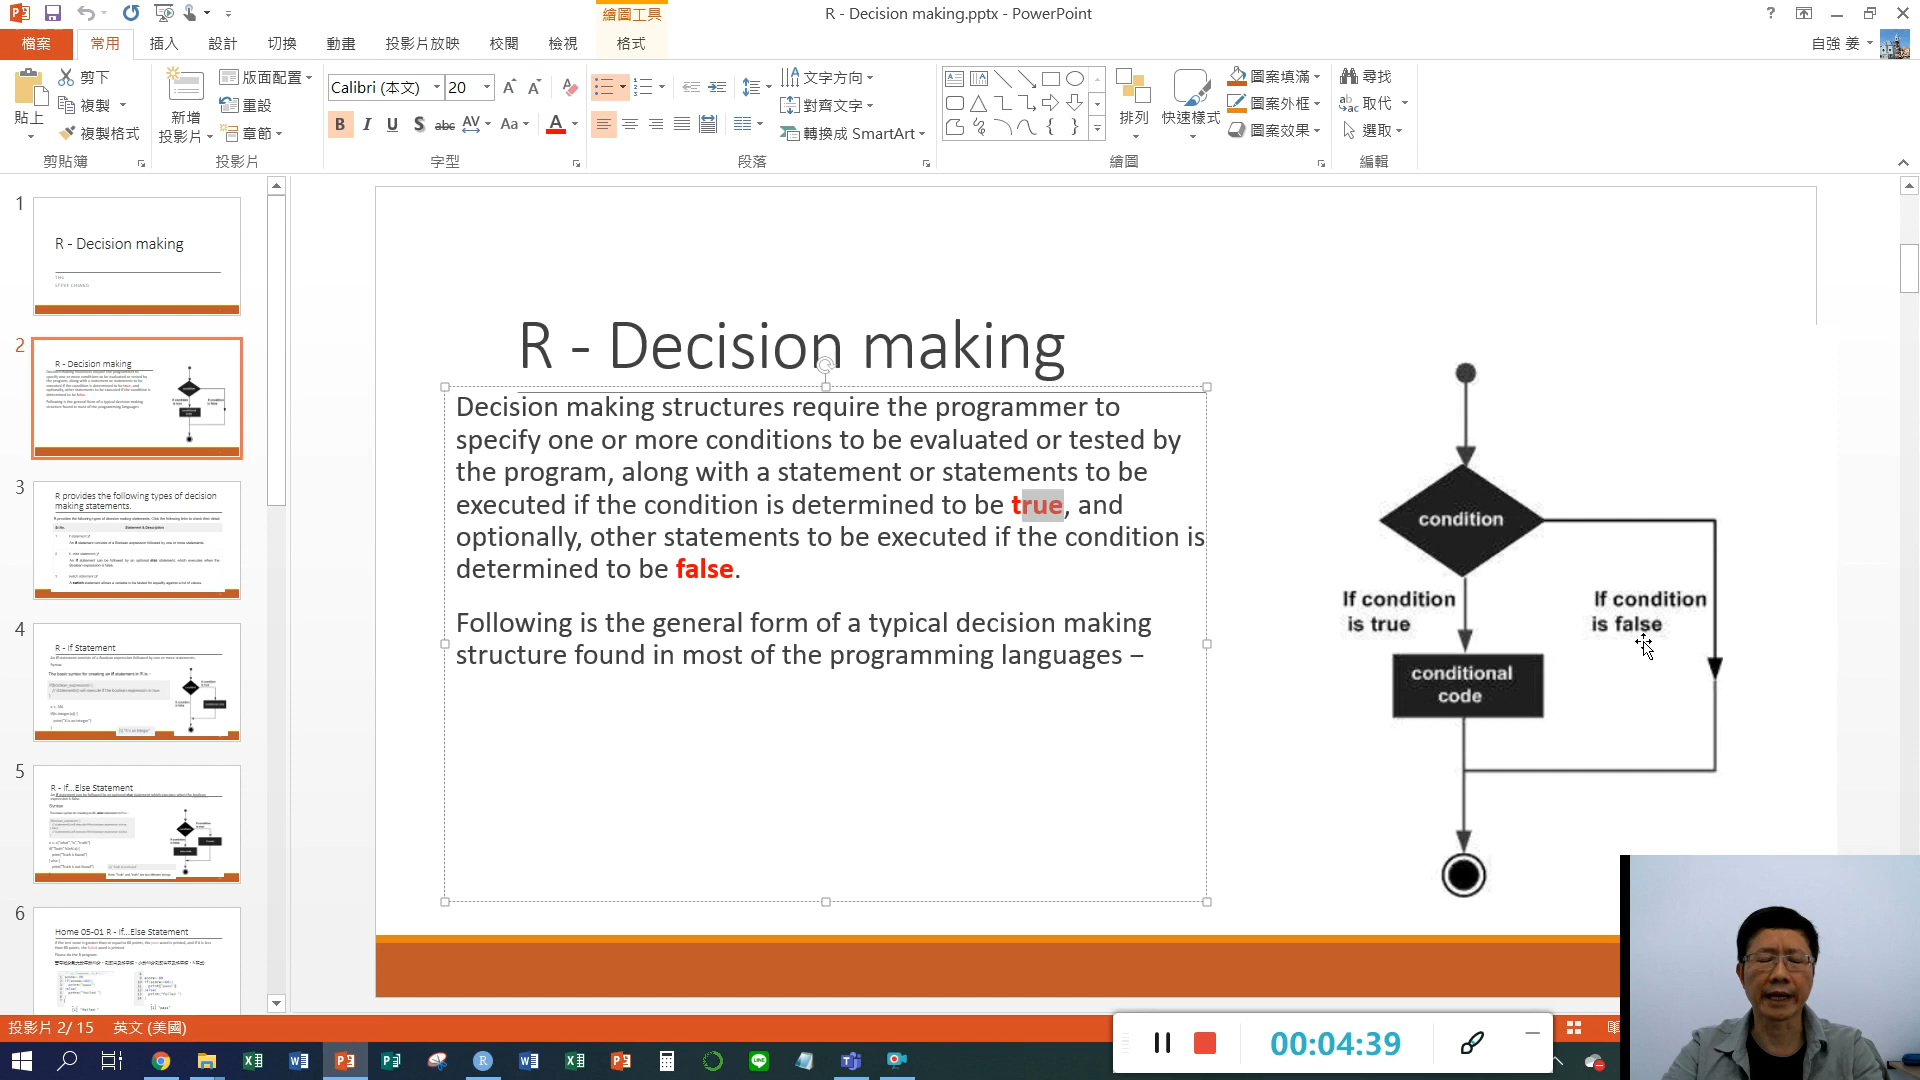 R - Decision making.pptx - PowerPoint
繪圖工具
自強 姜
檔案
常用
插入
設計
切換
動畫
投影片放映
校閱
檢視
格式
貼上
剪下
複製
複製格式
剪貼簿
新增
投影片
版面配置
重設
章節
投影片
Calibri (本文)
20
字型
文字方向
對齊文字
轉換成 SmartArt
段落
排列
快速樣式
圖案填滿
圖案外框
圖案效果
繪圖
尋找
取代
選取
編輯
1
R - Decision making
STEVE CHIANG
2
R - Decision making
3
R provides the following types of decision
making statements.
4
R - If Statement
5
R - If...Else Statement
6
Home 05-01 R - If...Else Statement
R - Decision making
Decision making structures require the programmer to
specify one or more conditions to be evaluated or tested by
the program, along with a statement or statements to be
executed if the condition is determined to be true, and
optionally, other statements to be executed if the condition is
determined to be false.
Following is the general form of a typical decision making
structure found in most of the programming languages –
condition
If condition
is true
If condition
is false
conditional
code
投影片 2/ 15
英文 (美國)
00:04:39